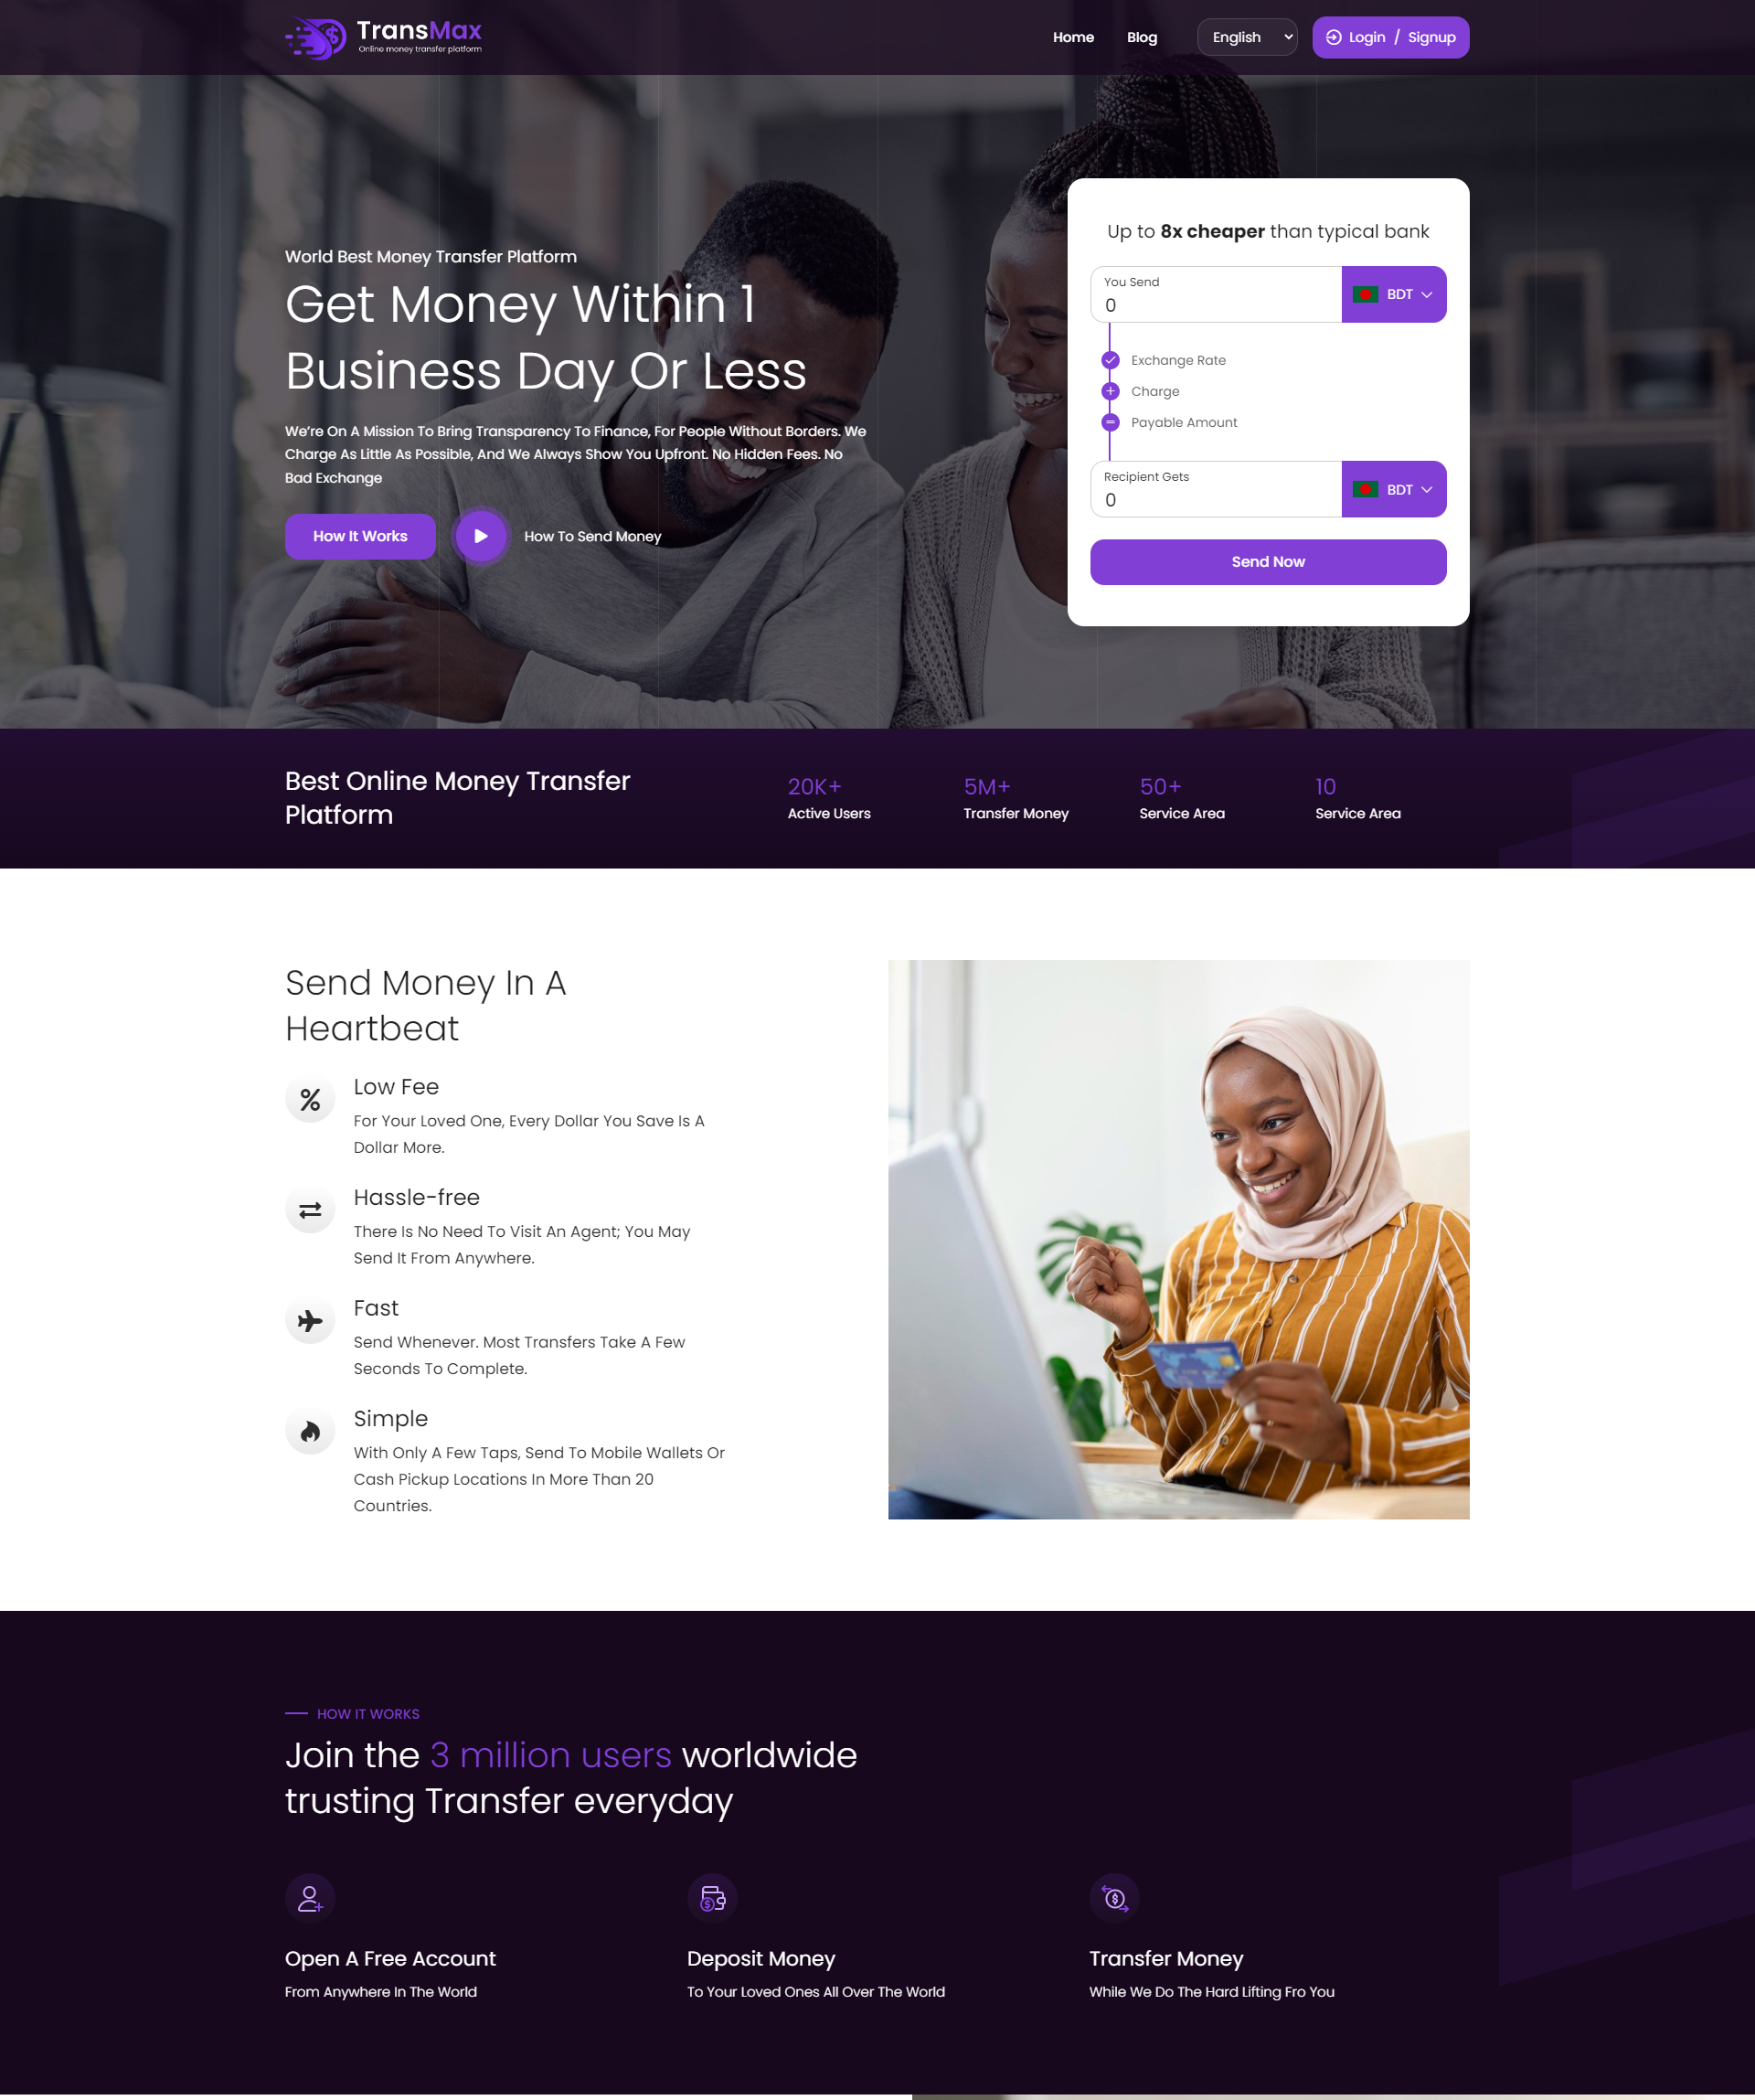 TransMax
Online money transfer platform
Home
Blog
English
Login / Signup
World Best Money Transfer Platform
Get Money Within 1
Business Day Or Less
We're On A Mission To Bring Transparency To Finance, For People Without Borders. We
Charge As Little As Possible, And We Always Show You Upfront. No Hidden Fees. No
Bad Exchange
How It Works
How To Send Money
Up to 8x cheaper than typical bank
You Send
0
BDT
Exchange Rate
Charge
Payable Amount
Recipient Gets
0
BDT
Send Now
Best Online Money Transfer
Platform
20K+
Active Users
5M+
Transfer Money
50+
Service Area
10
Service Area
Send Money In A
Heartbeat
Low Fee
For Your Loved One, Every Dollar You Save Is A
Dollar More.
Hassle-free
There Is No Need To Visit An Agent; You May
Send It From Anywhere.
Fast
Send Whenever. Most Transfers Take A Few
Seconds To Complete.
Simple
With Only A Few Taps, Send To Mobile Wallets Or
Cash Pickup Locations In More Than 20
Countries.
HOW IT WORKS
Join the 3 million users worldwide
trusting Transfer everyday
Open A Free Account
From Anywhere In The World
Deposit Money
To Your Loved Ones All Over The World
Transfer Money
While We Do The Hard Lifting Fro You